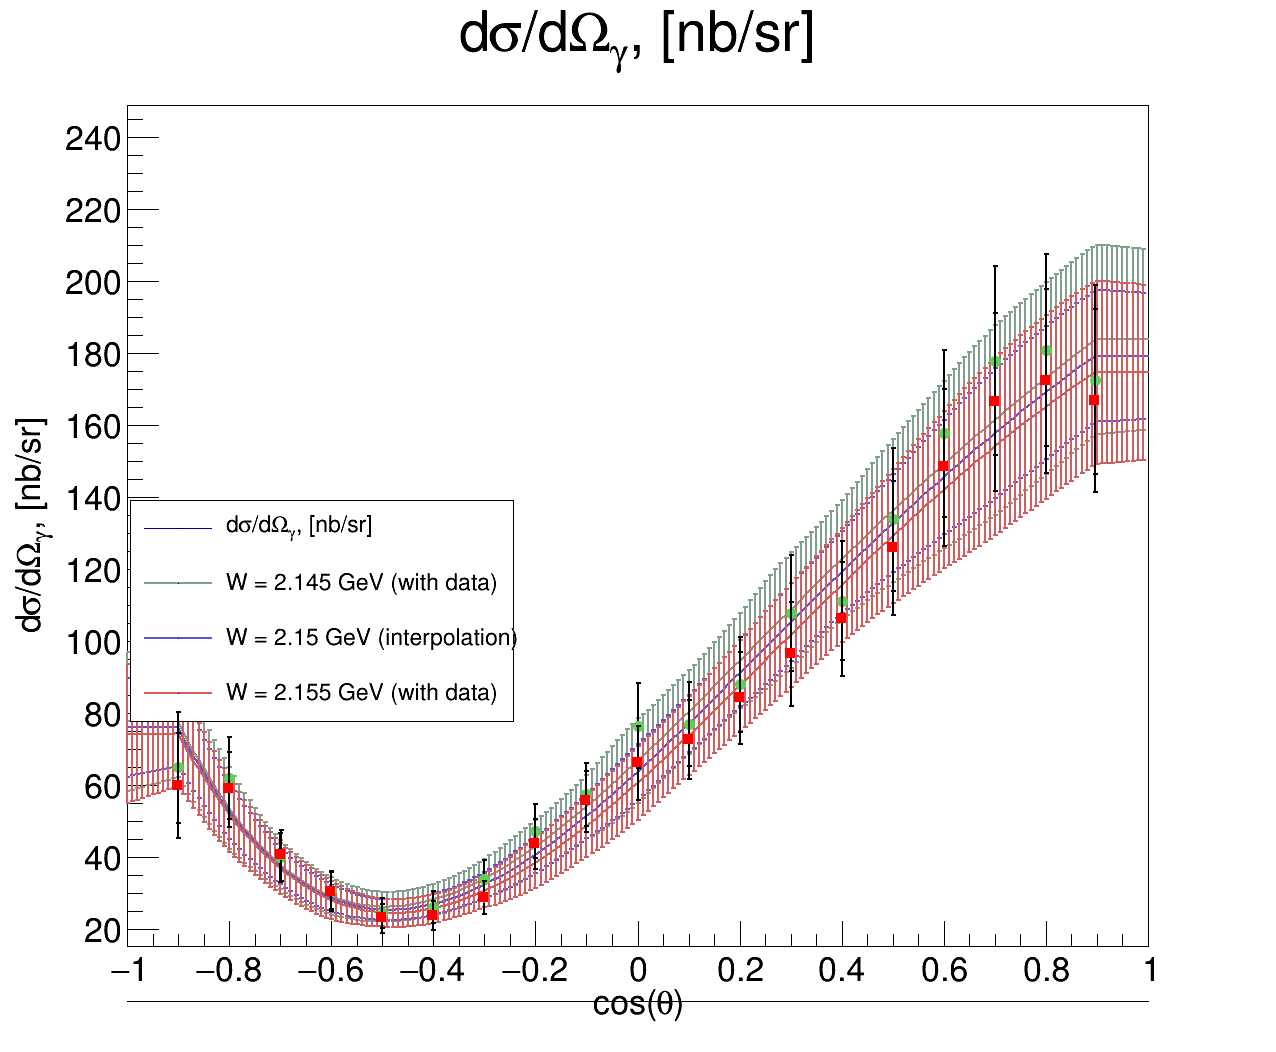 dσ/dΩγ, [nb/sr]
240
220
200
180
160
140
120
100
80
60
40
20
dσ/dΩγ, [nb/sr]
dσ/dΩγ, [nb/sr]
W = 2.145 GeV (with data)
W = 2.15 GeV (interpolation)
W = 2.155 GeV (with data)
−1 −0.8 −0.6 −0.4 −0.2 0 0.2 0.4 0.6 0.8 1
cos(θ)